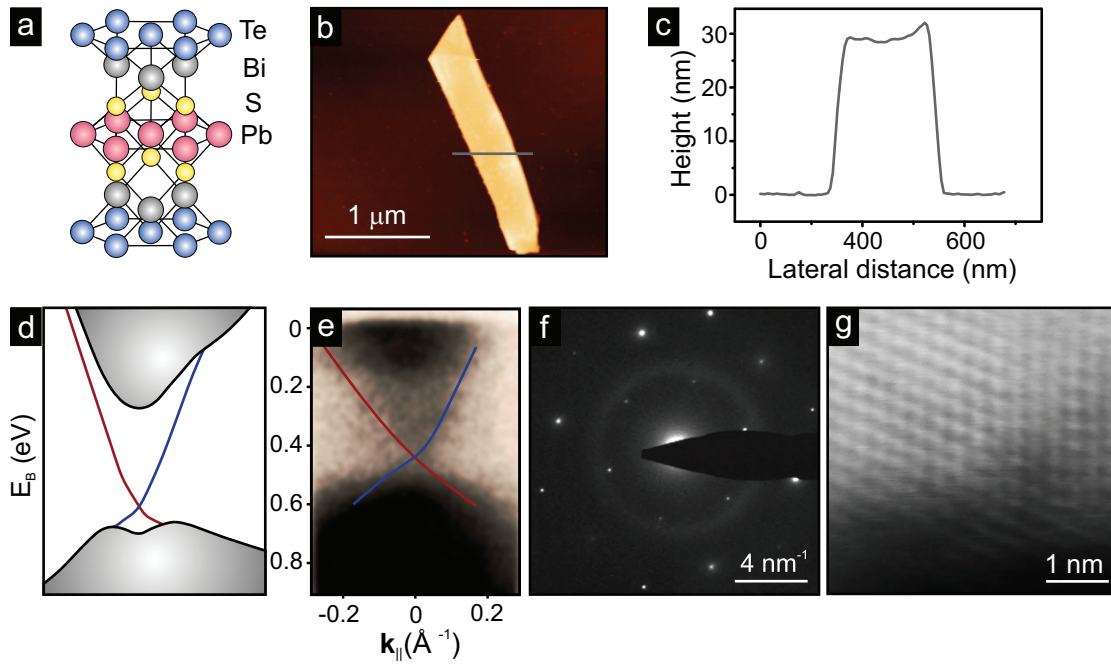 a
Te
Bi
S
Pb
b
1 μm
c
Height (nm)
30
20
10
0
0
400
600
Lateral distance (nm)
d
E_B (eV)
e
0
0.2
0.4
0.6
0.8
-0.2
0
0.2
k_||(Å⁻¹)
f
4 nm⁻¹
g
1 nm